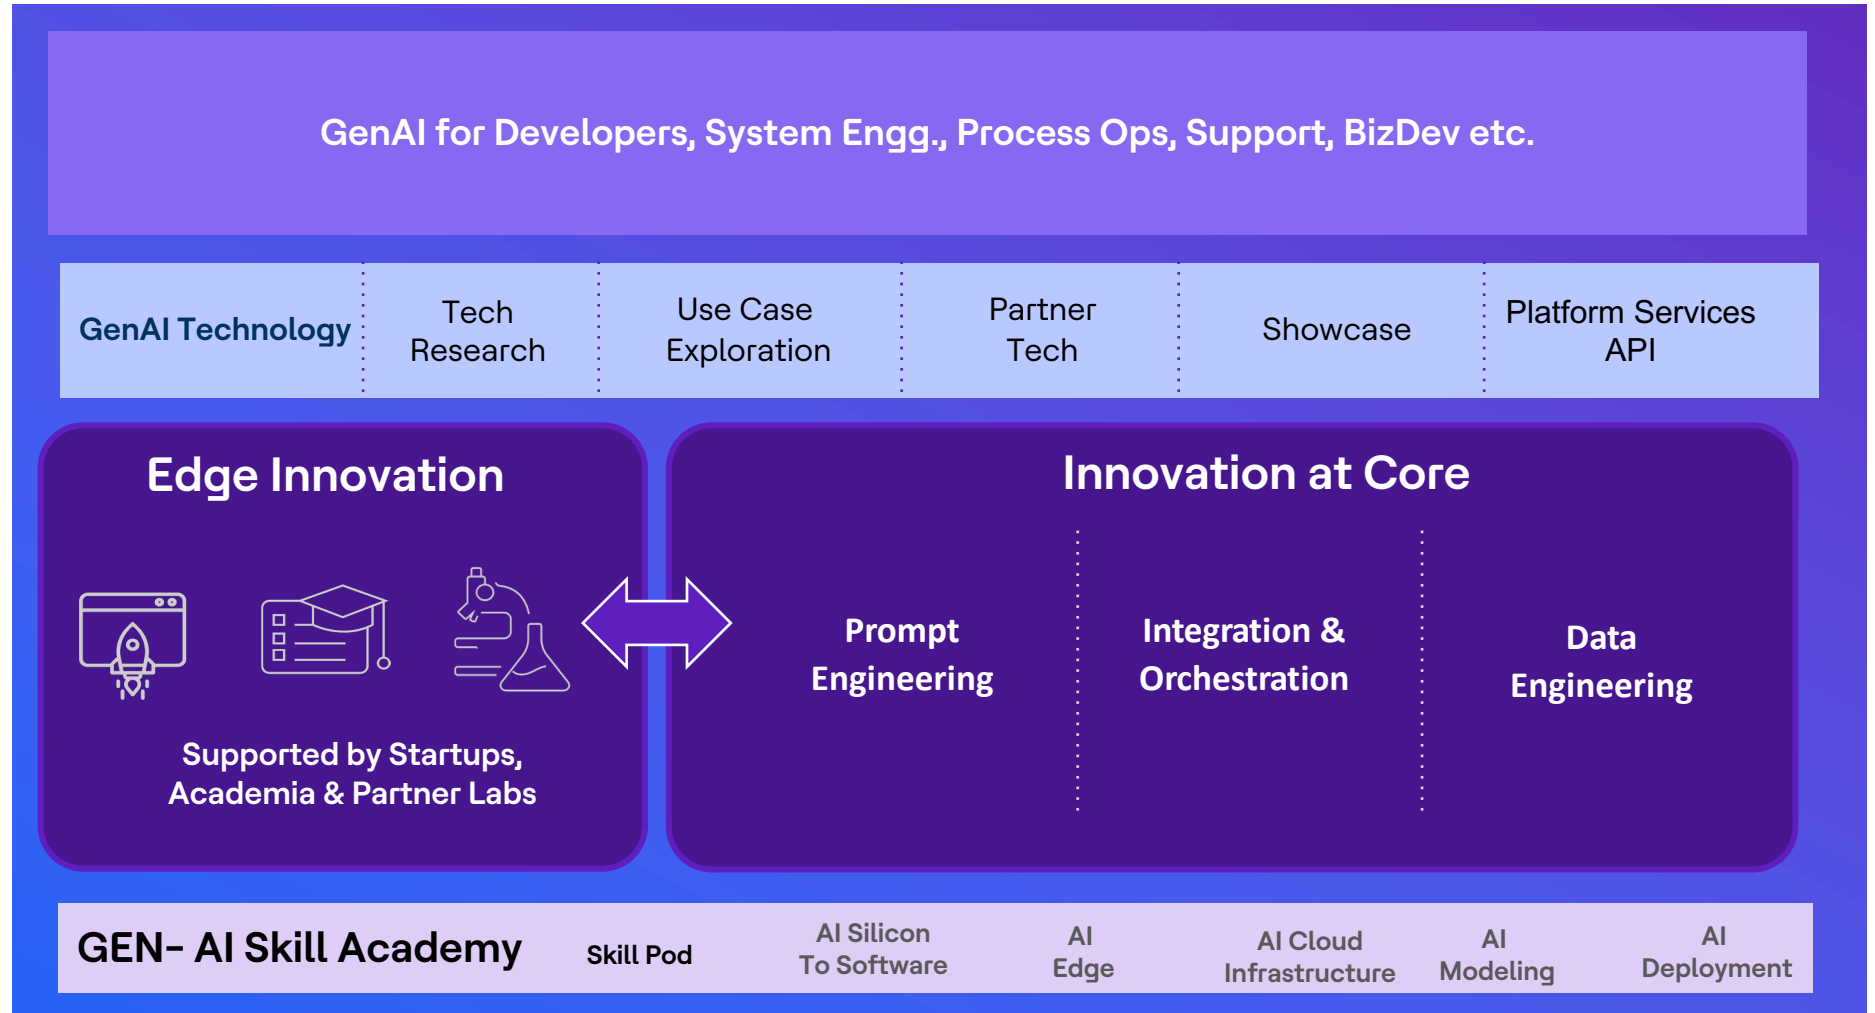 GenAI for Developers, System Engg., Process Ops, Support, BizDev etc.
GenAI Technology
Tech
Research
Use Case
Exploration
Partner
Tech
Showcase
Platform Services
API
Edge Innovation
Supported by Startups,
Academia & Partner Labs
Innovation at Core
Prompt
Engineering
Integration &
Orchestration
Data
Engineering
GEN- AI Skill Academy
Skill Pod
AI Silicon
To Software
AI
Edge
AI Cloud
Infrastructure
AI
Modeling
AI
Deployment